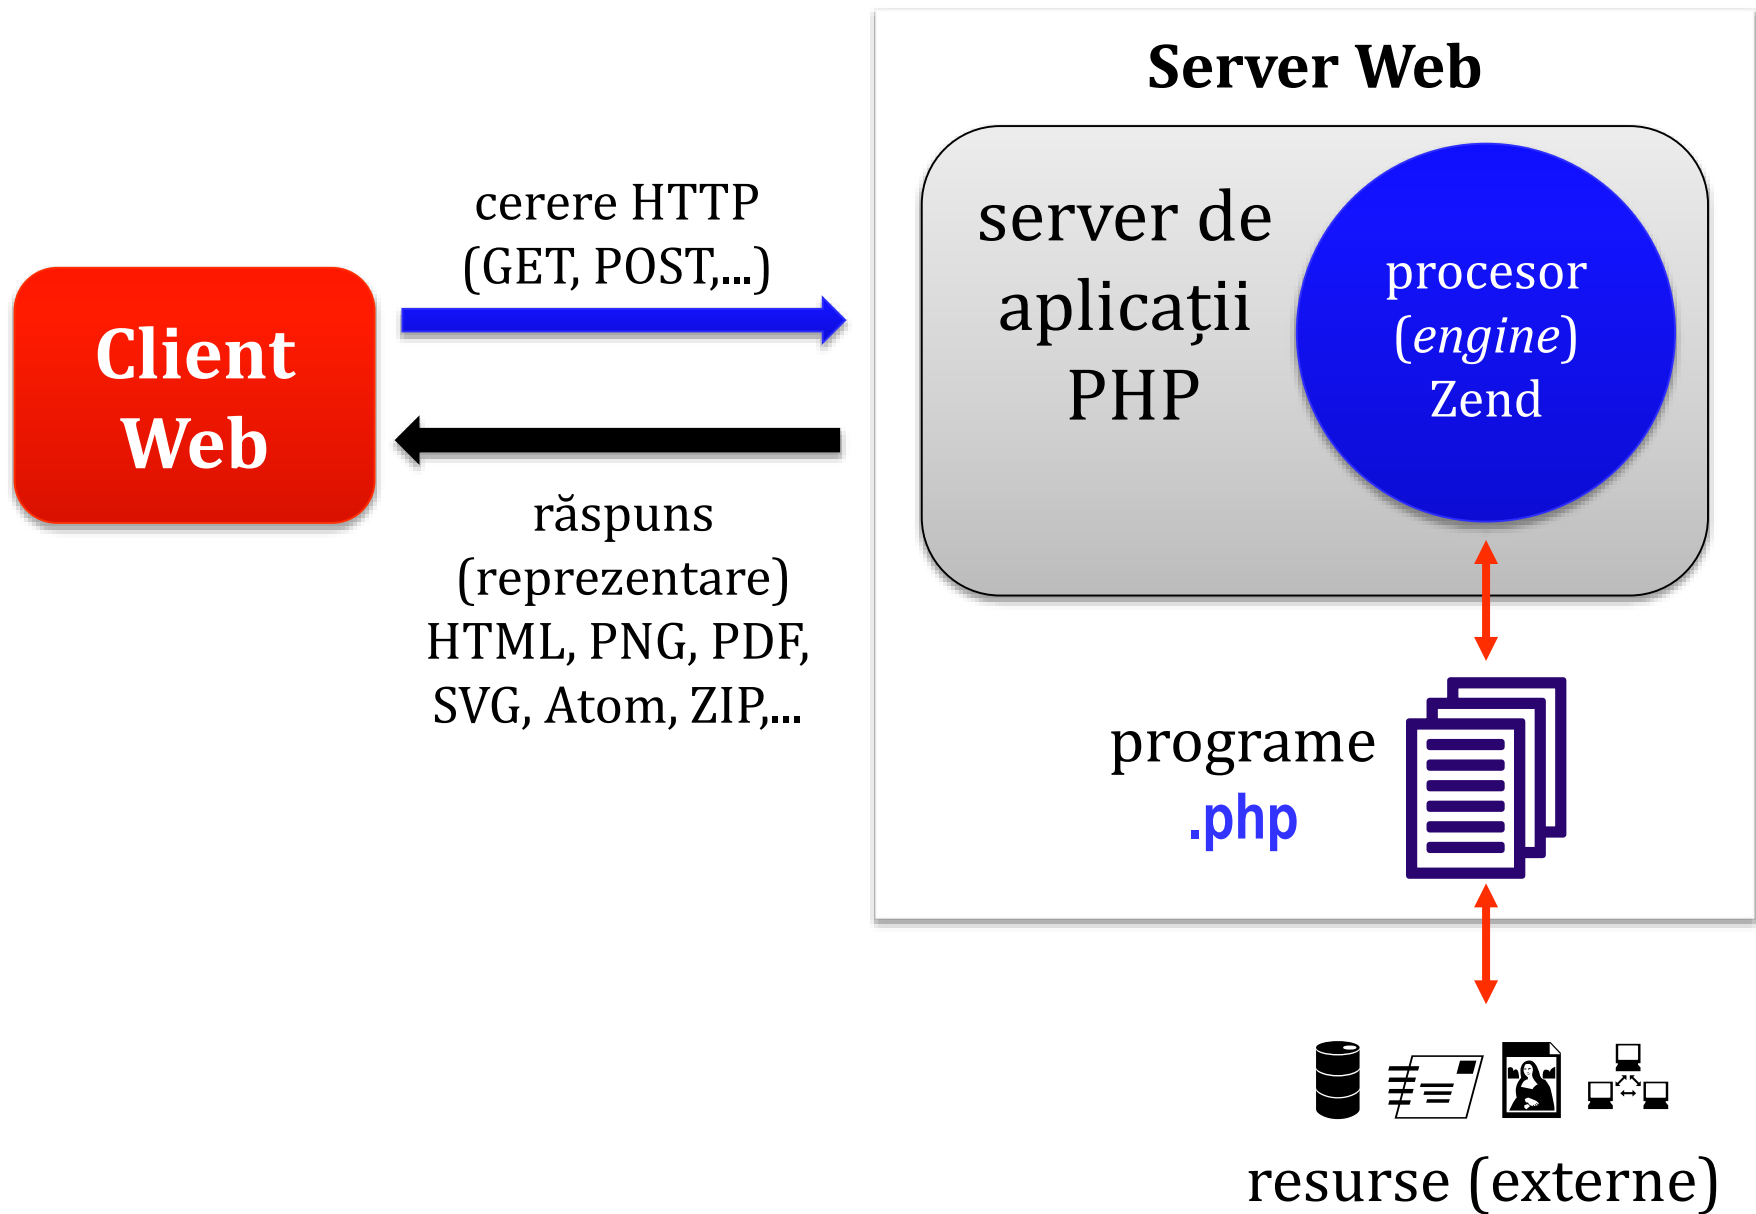 Server Web
cerere HTTP
(GET, POST,...)
Client
Web
răspuns
(reprezentare)
HTML, PNG, PDF,
SVG, Atom, ZIP,...
server de
aplicații
PHP
procesor
(engine)
Zend
programe
.php
resurse (externe)